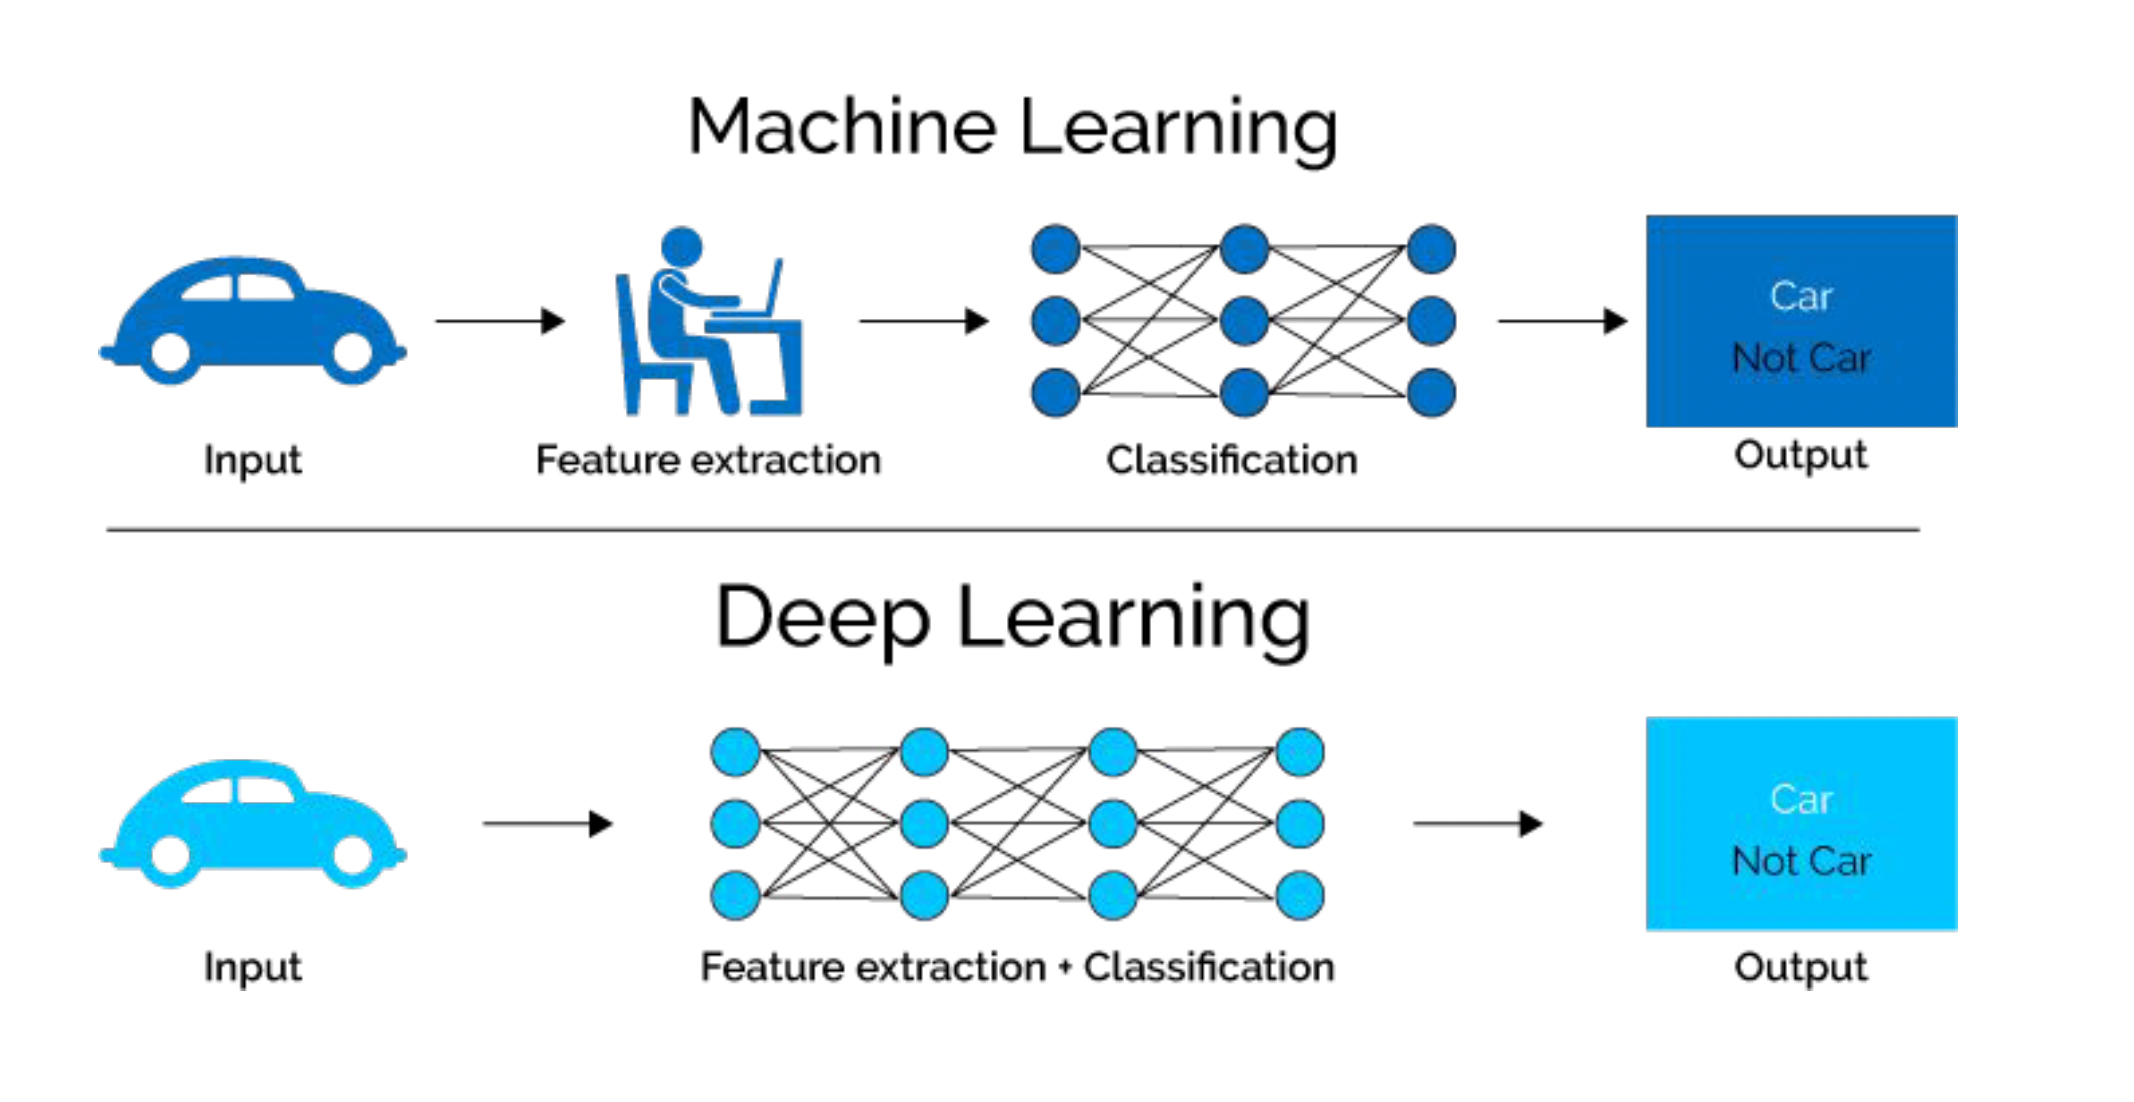 Machine Learning
Car
Not Car
Input
Feature extraction
Classification
Output
Deep Learning
Car
Not Car
Input
Feature extraction + Classification
Output